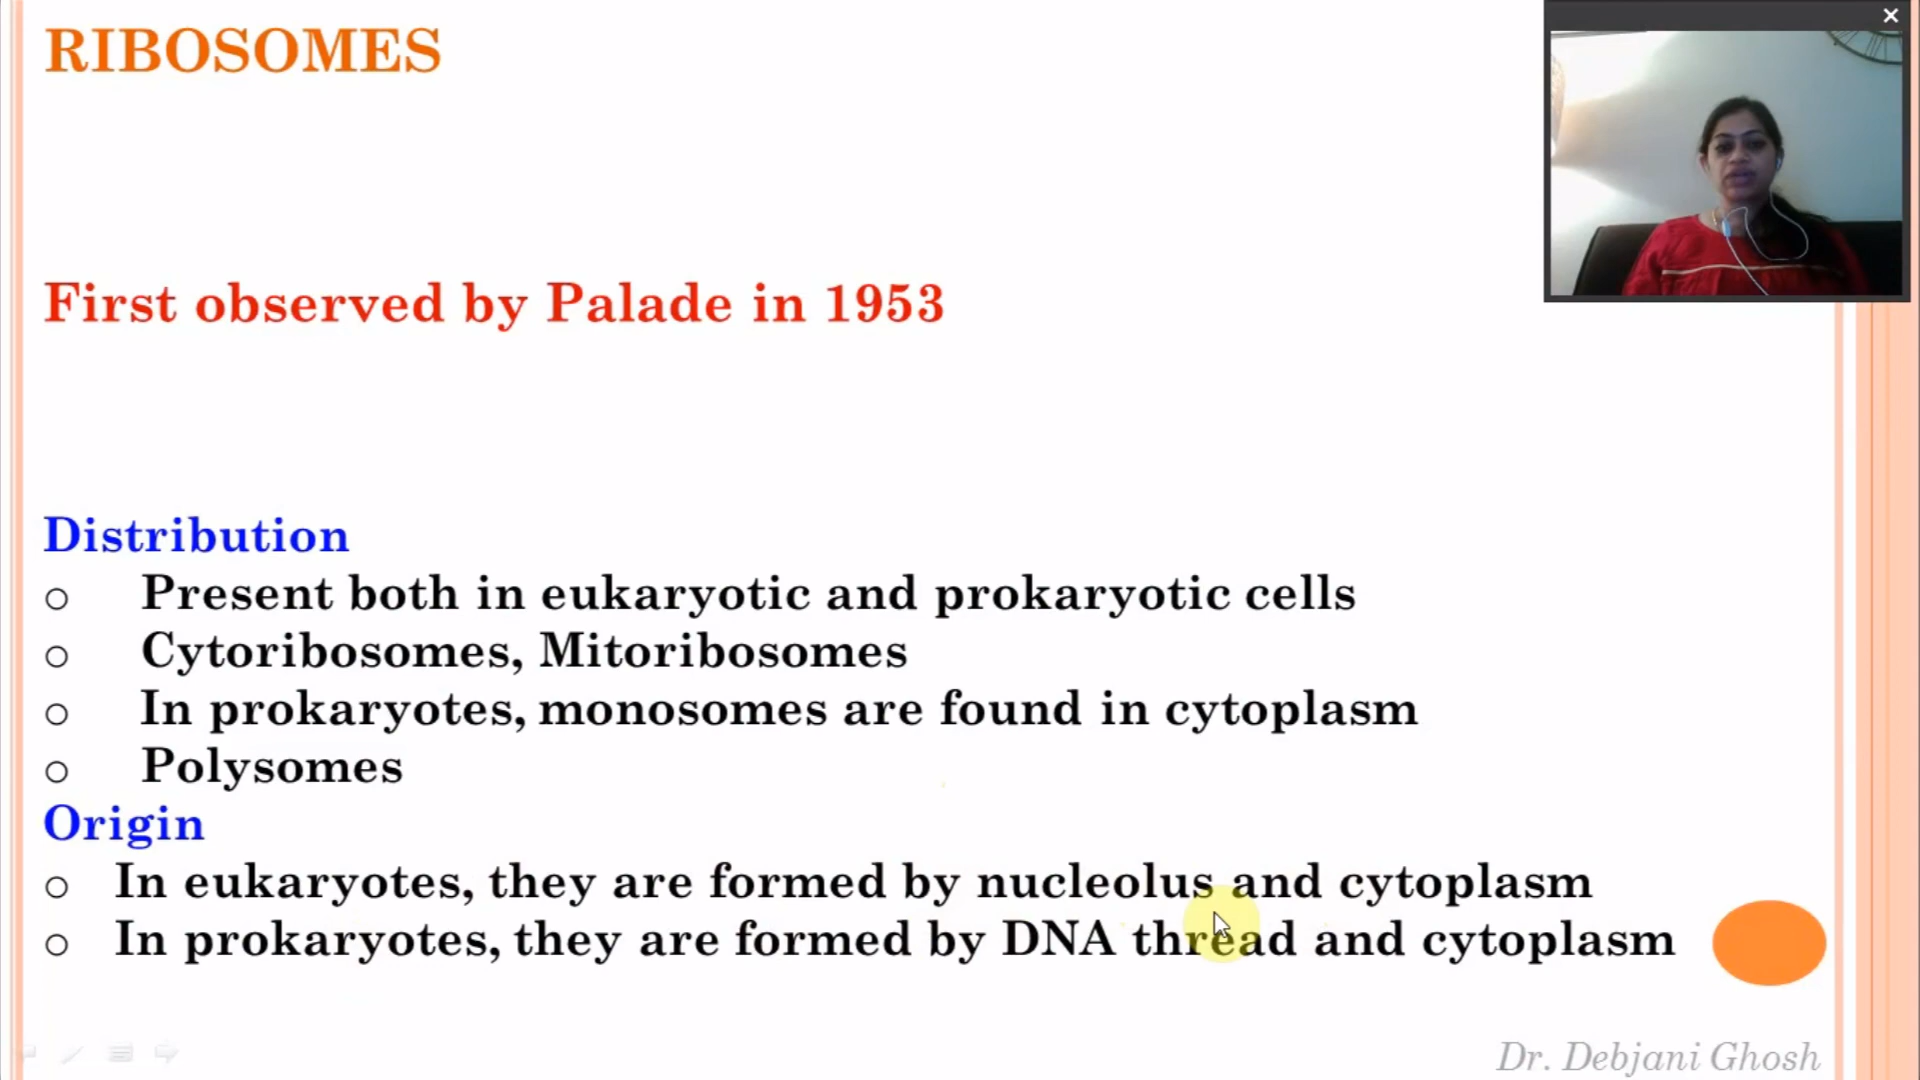 RIBOSOMES
First observed by Palade in 1953
Distribution
o Present both in eukaryotic and prokaryotic cells
o Cytoribosomes, Mitoribosomes
o In prokaryotes, monosomes are found in cytoplasm
o Polysomes
Origin
o In eukaryotes, they are formed by nucleolus and cytoplasm
o In prokaryotes, they are formed by DNA thread and cytoplasm
Dr. Debjani Ghosh